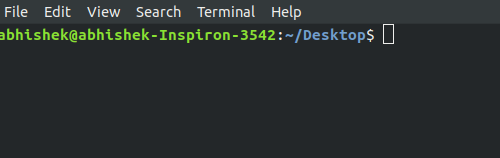 File Edit View Search Terminal Help
abhishek@abhishek-Inspiron-3542:~/Desktop$